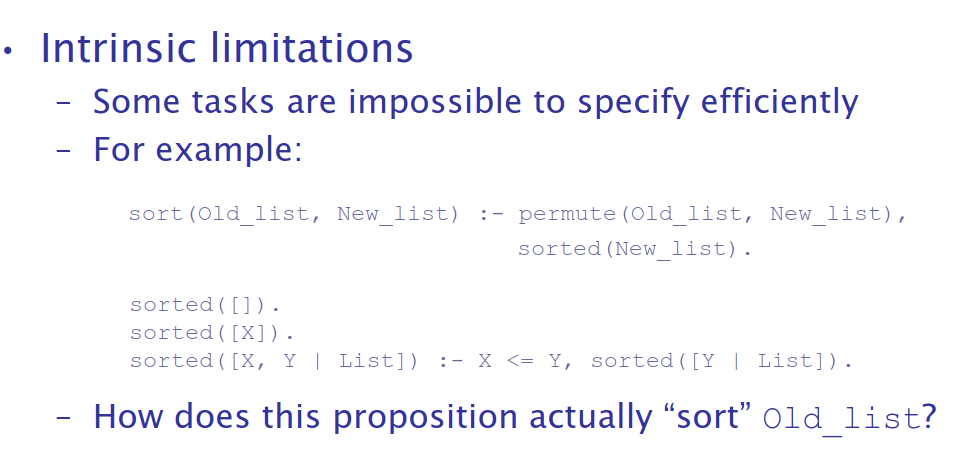 • Intrinsic limitations
– Some tasks are impossible to specify efficiently
– For example:
sort(Old_list, New_list) :- permute(Old_list, New_list),
sorted(New_list).
sorted([]).
sorted([X]).
sorted([X, Y | List]) :- X <= Y, sorted([Y | List]).
– How does this proposition actually “sort” Old_list?